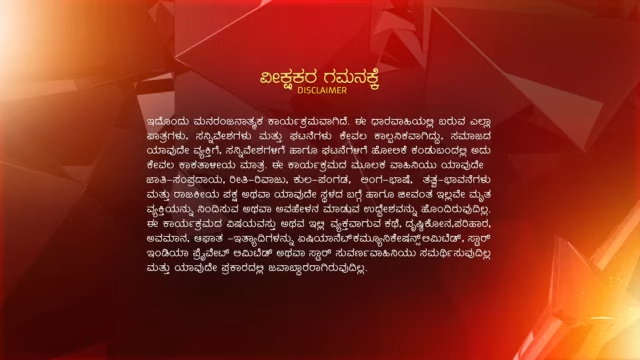 ವೀಕ್ಷಕರ ಗಮನಕ್ಕೆ
DISCLAIMER
ಇದೊಂದು ಮನರಂಜನಾತ್ಮಕ ಕಾರ್ಯಕ್ರಮವಾಗಿದೆ. ಈ ಧಾರವಾಹಿಯಲ್ಲಿ ಬರುವ ಎಲ್ಲಾ
ಪಾತ್ರಗಳು, ಸನ್ನಿವೇಶಗಳು ಮತ್ತು ಘಟನೆಗಳು ಕೇವಲ ಕಾಲ್ಪನಿಕವಾಗಿದ್ದು, ಸಮಾಜದ
ಯಾವುದೇ ವ್ಯಕ್ತಿಗೆ, ಸನ್ನಿವೇಶಗಳಿಗೆ ಹಾಗೂ ಘಟನೆಗಳಿಗೆ ಹೋಲಿಕೆ ಕಂಡುಬಂದಲ್ಲಿ ಅದು
ಕೇವಲ ಕಾಕತಾಳೀಯ ಮಾತ್ರ. ಈ ಕಾರ್ಯಕ್ರಮದ ಮೂಲಕ ವಾಹಿನಿಯು ಯಾವುದೇ
ಜಾತಿ-ಸಂಪ್ರದಾಯ, ರೀತಿ-ರಿವಾಜು, ಕುಲ-ಪಂಗಡ, ಲಿಂಗ-ಭಾಷೆ, ತತ್ವ-ಭಾವನೆಗಳು
ಮತ್ತು ರಾಜಕೀಯ ಪಕ್ಷ ಅಥವಾ ಯಾವುದೇ ಸ್ಥಳದ ಬಗ್ಗೆ ಹಾಗೂ ಜೀವಂತ ಇಲ್ಲವೇ ಮೃತ
ವ್ಯಕ್ತಿಯನ್ನು ನಿಂದಿಸುವ ಅಥವಾ ಅವಹೇಳನ ಮಾಡುವ ಉದ್ದೇಶವನ್ನು ಹೊಂದಿರುವುದಿಲ್ಲ.
ಈ ಕಾರ್ಯಕ್ರಮದ ವಿಷಯವಸ್ತು ಅಥವ ಇಲ್ಲಿ ವ್ಯಕ್ತವಾಗುವ ಕಥೆ, ದೃಷ್ಟಿಕೋನ,ಪರಿಹಾರ,
ಅವಮಾನ, ಆಘಾತ -ಇತ್ಯಾದಿಗಳನ್ನು ಏಷಿಯಾನೆಟ್‌ಕಮ್ಯೂನಿಕೇಷನ್ಸ್ ಲಿಮಿಟೆಡ್, ಸ್ಟಾರ್
ಇಂಡಿಯಾ ಪ್ರೈವೇಟ್ ಲಿಮಿಟೆಡ್ ಅಥವಾ ಸ್ಟಾರ್ ಸುವರ್ಣವಾಹಿನಿಯು ಸಮರ್ಥಿಸುವುದಿಲ್ಲ
ಮತ್ತು ಯಾವುದೇ ಪ್ರಕಾರದಲ್ಲಿ ಜವಾಬ್ದಾರರಾಗಿರುವುದಿಲ್ಲ.